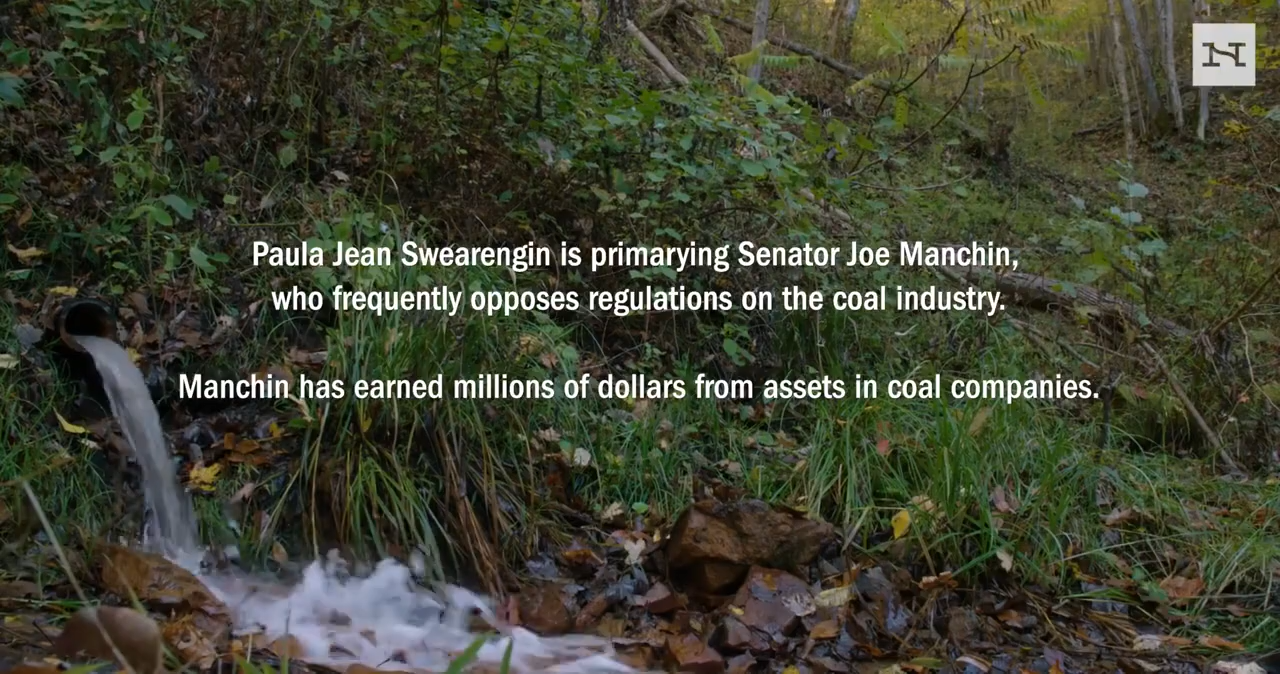 Paula Jean Swearengin is primarying Senator Joe Manchin,
who frequently opposes regulations on the coal industry.
Manchin has earned millions of dollars from assets in coal companies.